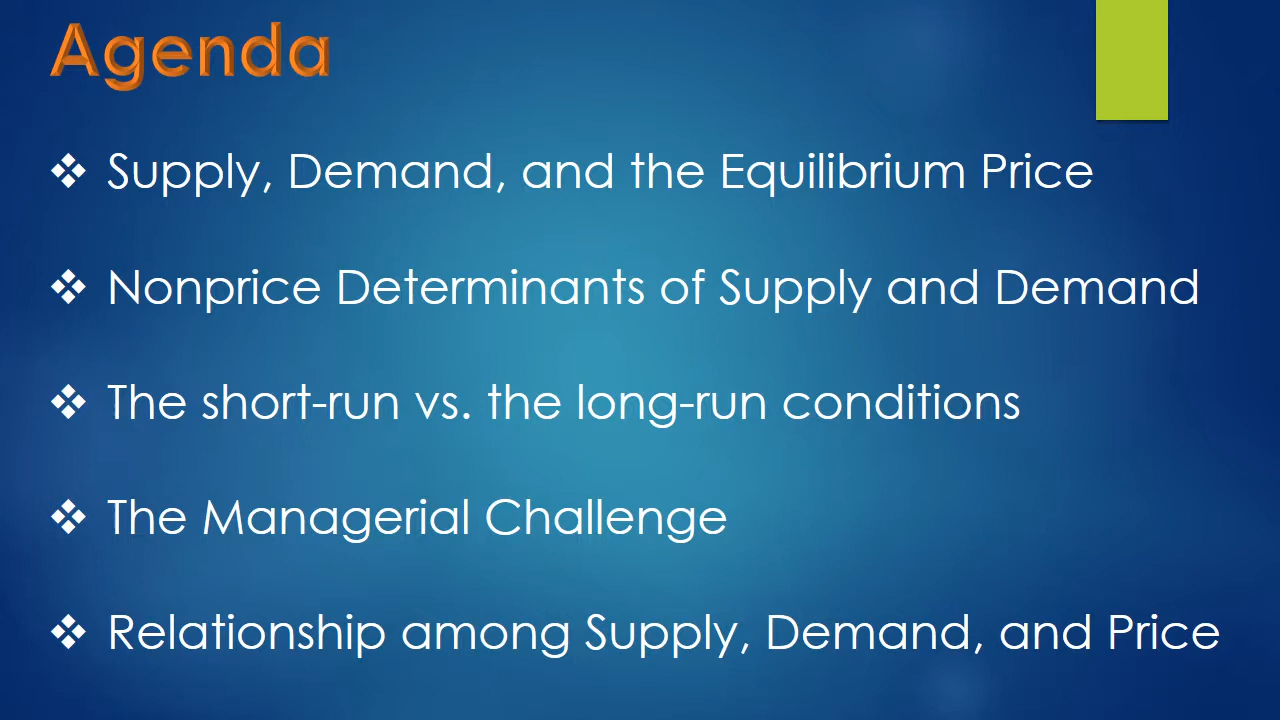 Agenda
❖ Supply, Demand, and the Equilibrium Price
❖ Nonprice Determinants of Supply and Demand
❖ The short-run vs. the long-run conditions
❖ The Managerial Challenge
❖ Relationship among Supply, Demand, and Price